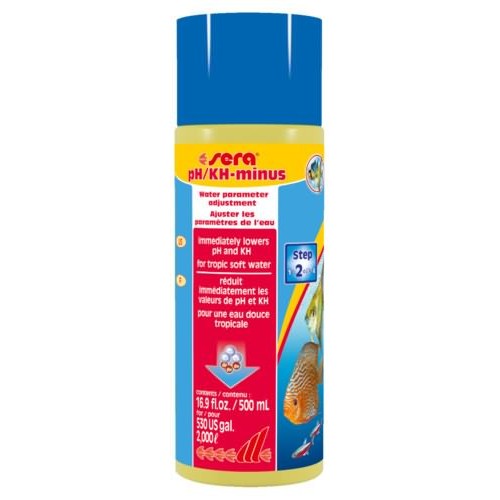 sera
pH/KH-minus
Water parameter
adjustment
Ajuster les
paramètres de l'eau
immediately lowers
pH and KH
for tropic soft water
réduit
immédiatement les
valeurs de pH et KH
pour une eau douce
tropicale
Step
2
contents / contenu :
16.9 fl.oz. / 500 mL
for / pour
530 US gal.
2,000 ℓ